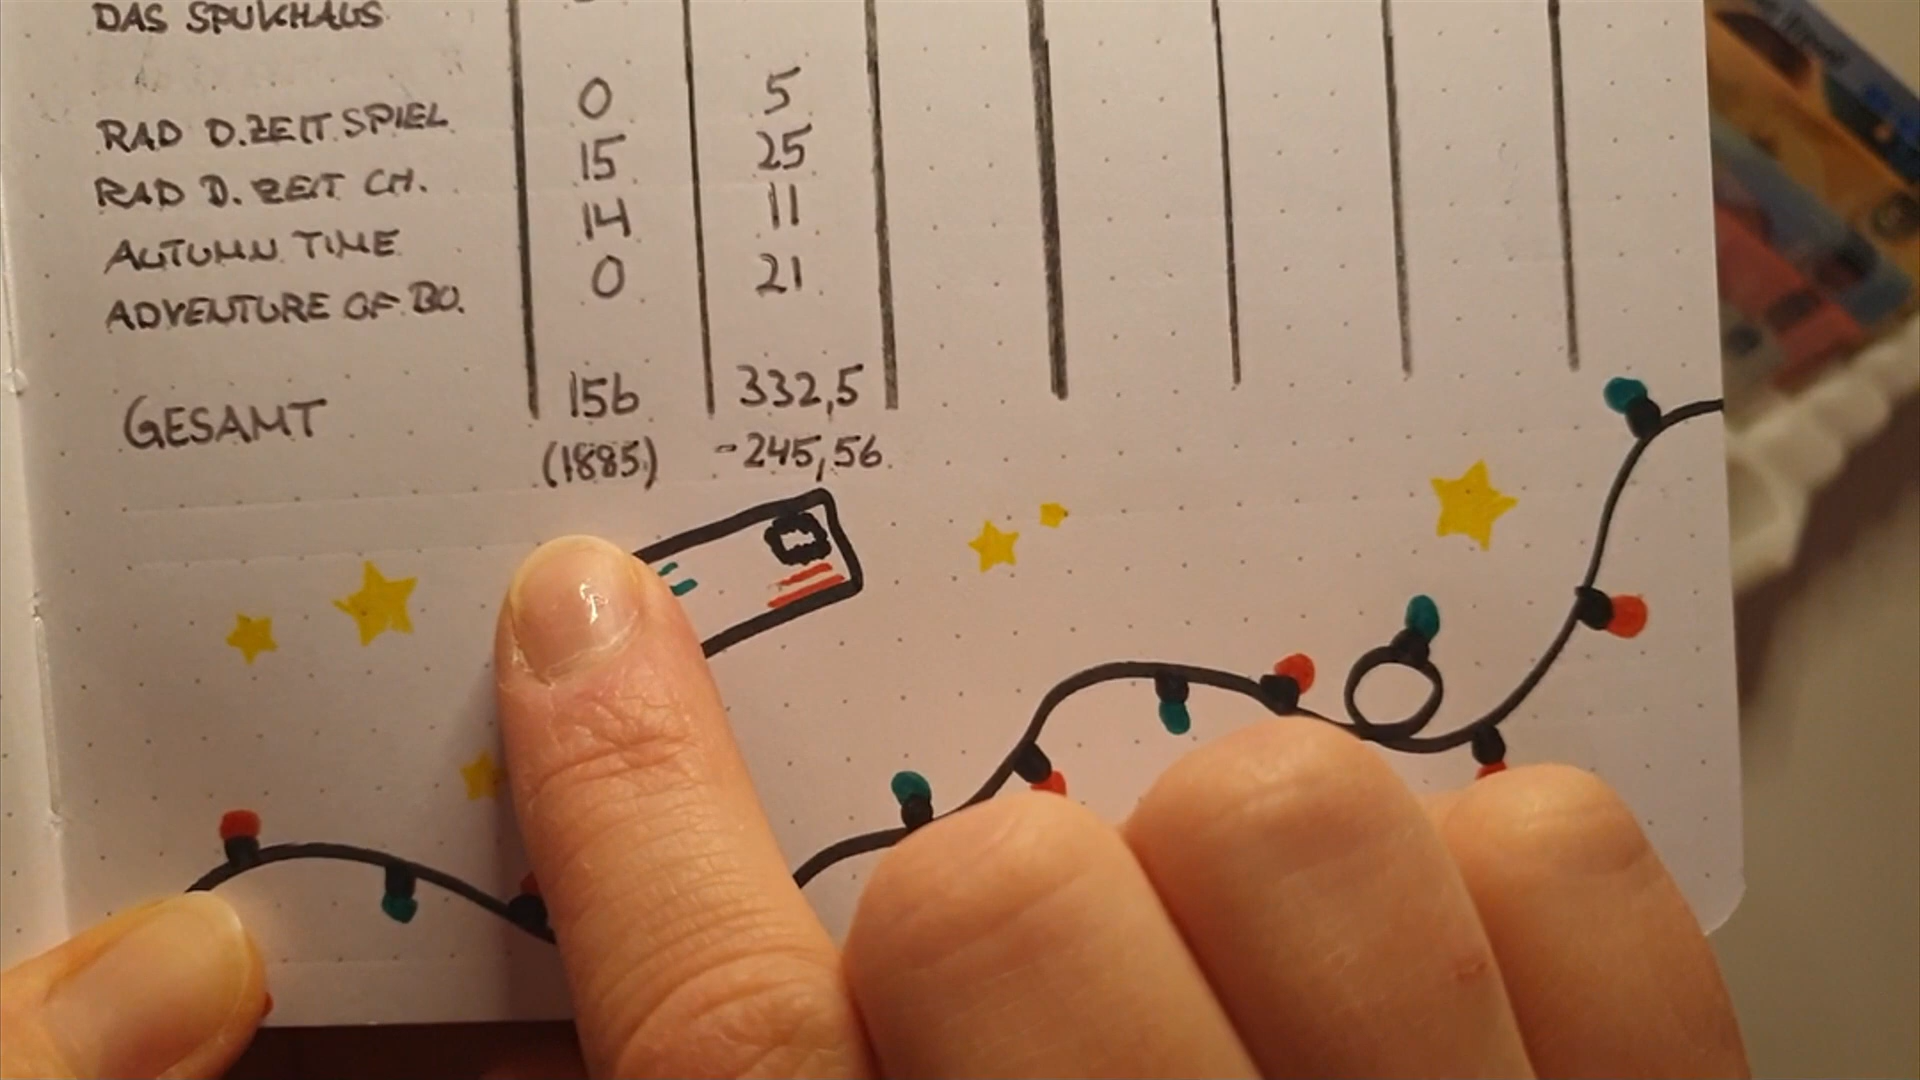 DAS SPUKHAUS
RAD D. ZEIT SPIEL 0 5
RAD D. ZEIT CH. 15 25
AUTUMN TIME 14 11
ADVENTURE OF BO. 0 21
GESAMT 156 332,5
(1885) -245,56